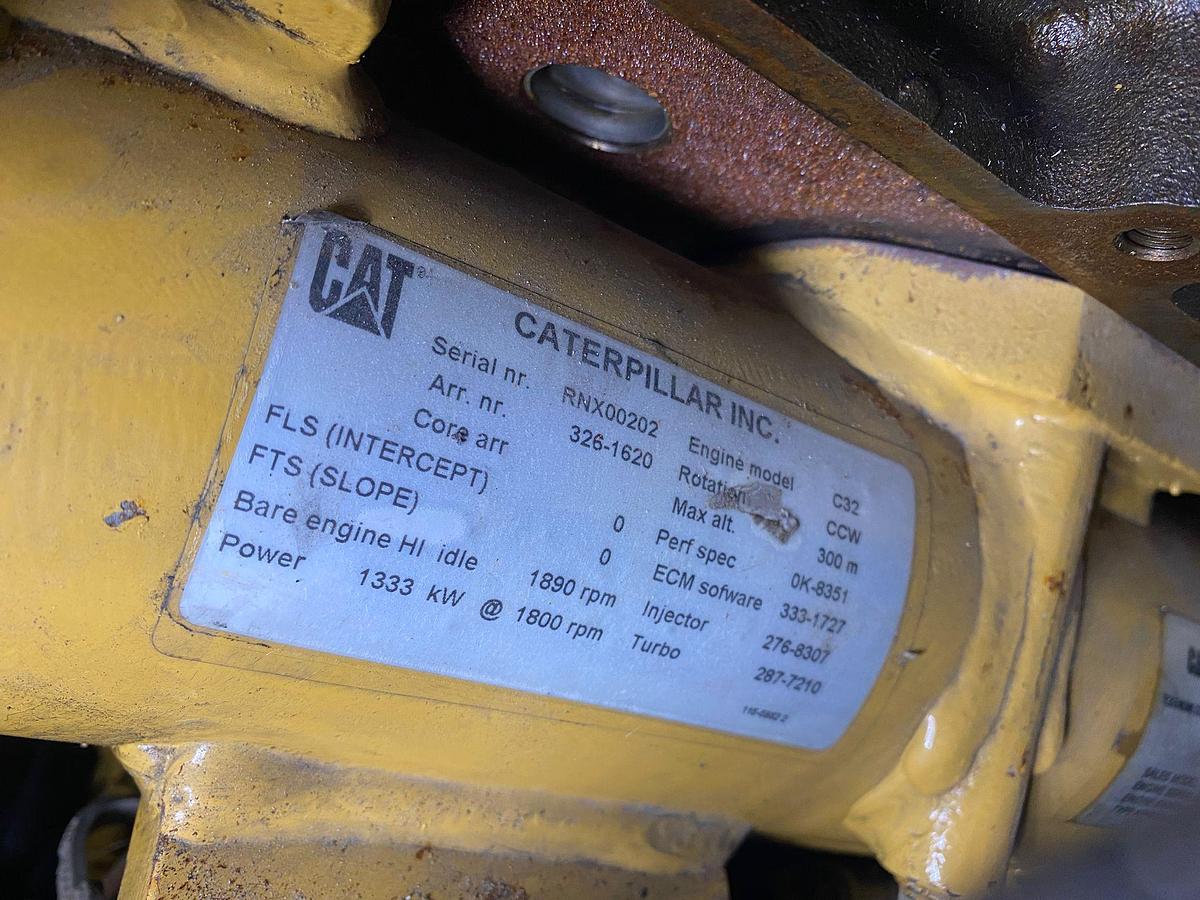 CAT®
CATERPILLAR INC.
Serial nr. RNX00202 Engine model C32
Arr. nr. 326-1620 Rotation CCW
Core arr Max alt. 300 m
FLS (INTERCEPT) 0 Perf spec 0K-8351
FTS (SLOPE) 0 ECM sofware 333-1727
Bare engine HI idle 1890 rpm Injector 276-8307
Power 1333 kW @ 1800 rpm Turbo 287-7210